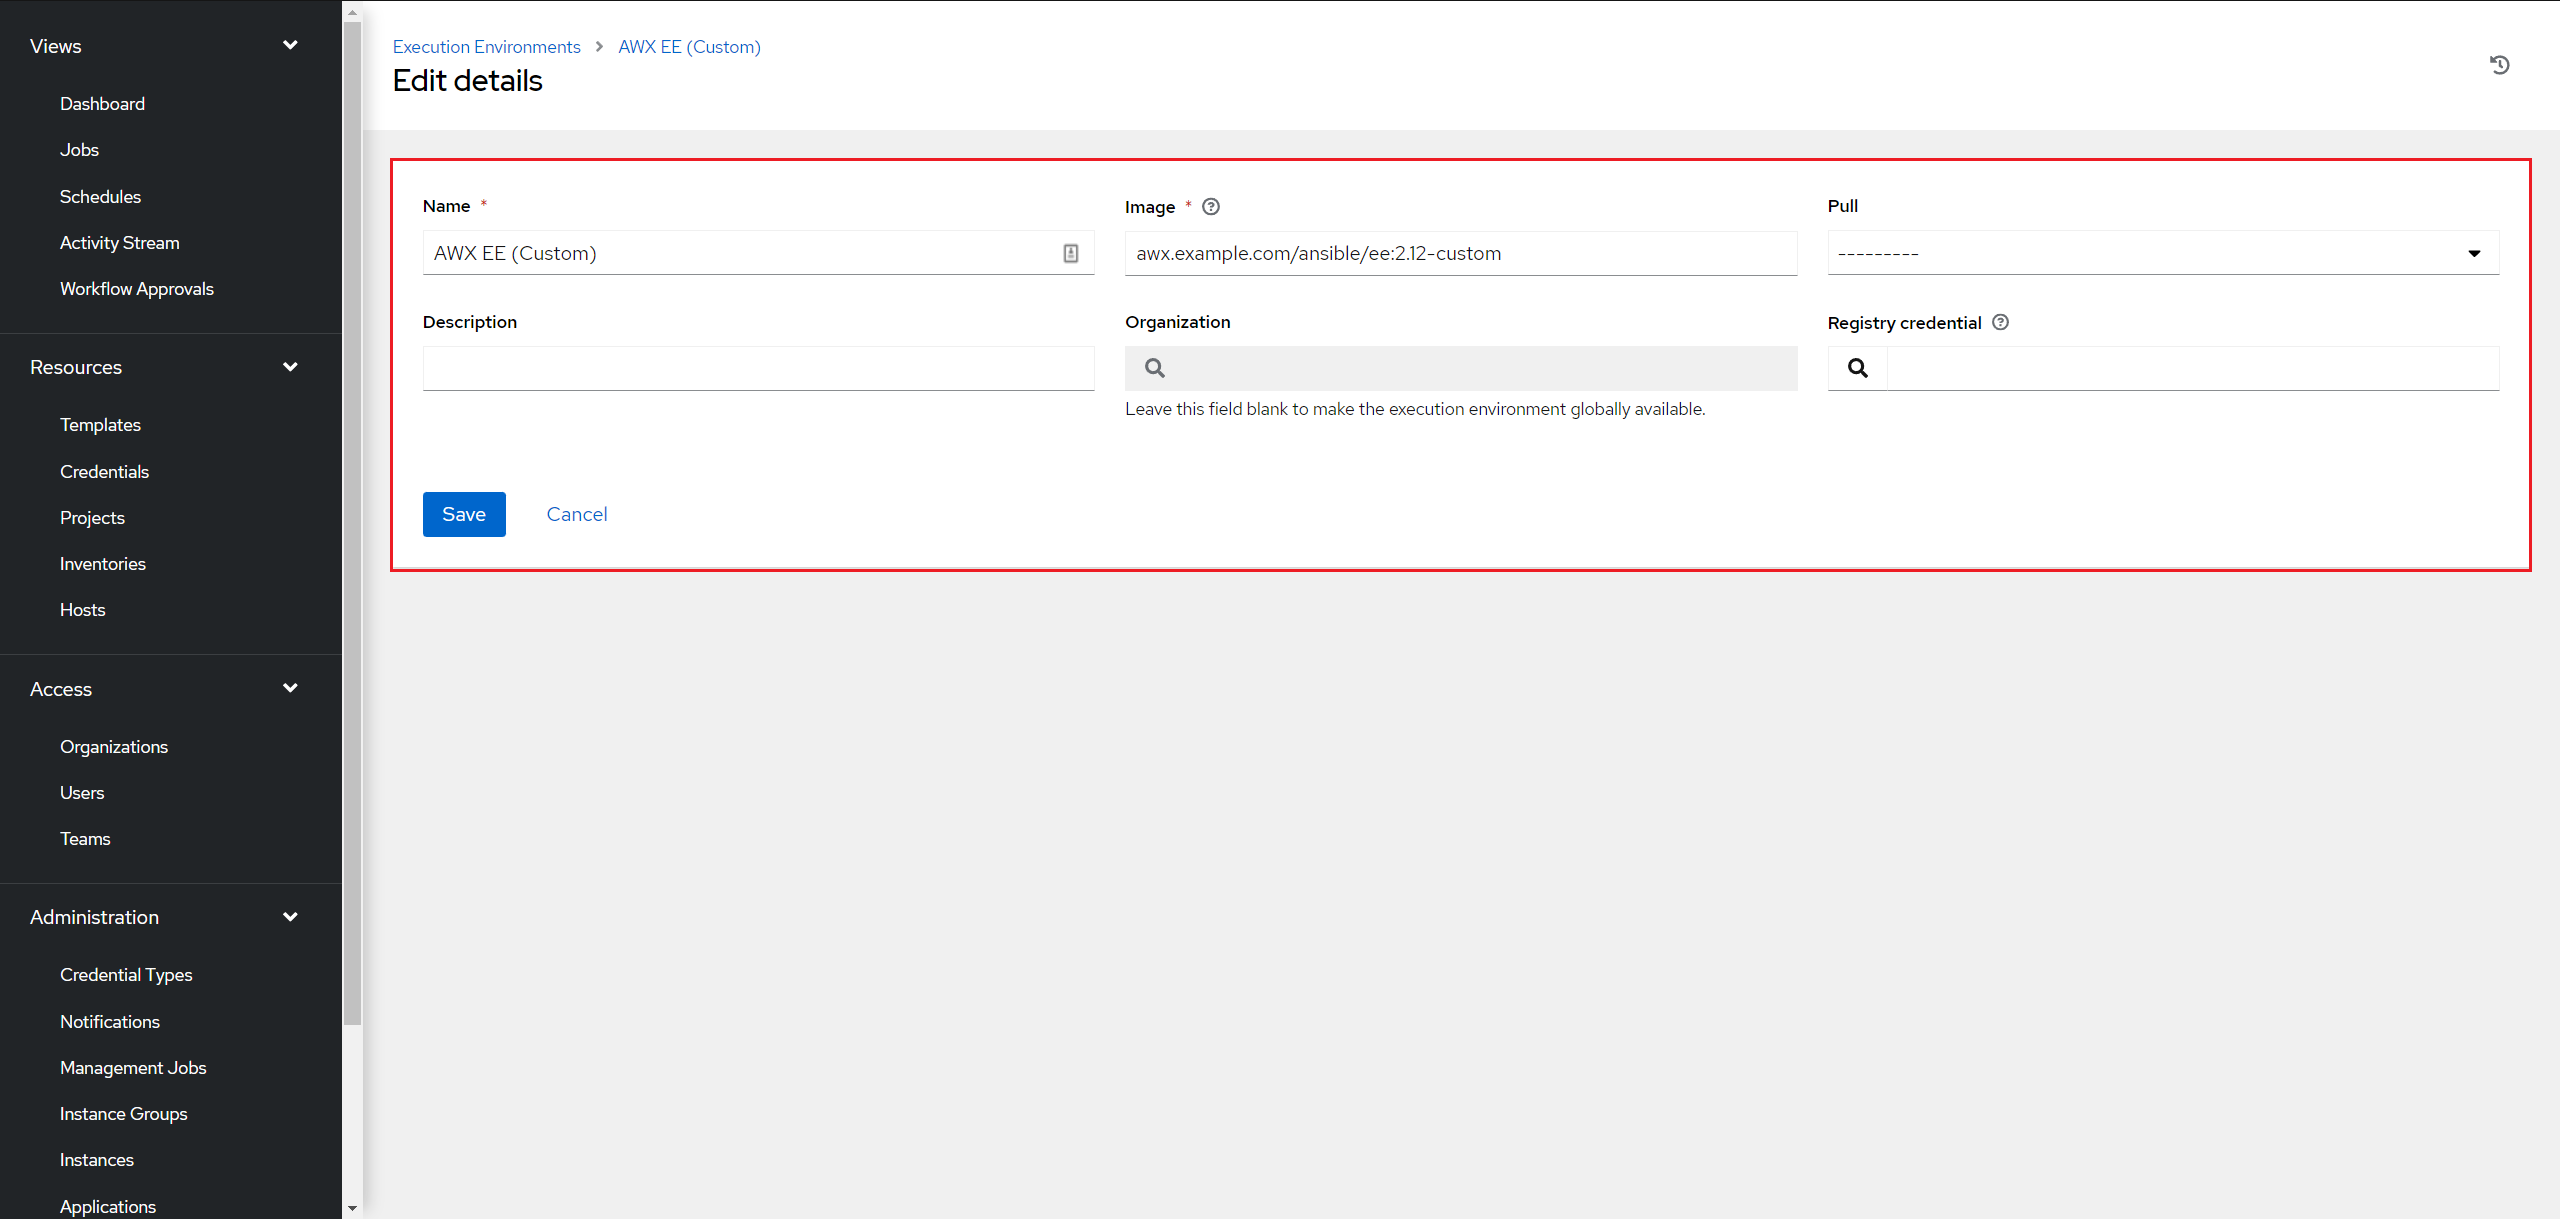 Views
Dashboard
Jobs
Schedules
Activity Stream
Workflow Approvals
Resources
Templates
Credentials
Projects
Inventories
Hosts
Access
Organizations
Users
Teams
Administration
Credential Types
Notifications
Management Jobs
Instance Groups
Instances
Applications
Execution Environments > AWX EE (Custom)
Edit details
Name *
AWX EE (Custom)
Image *
awx.example.com/ansible/ee:2.12-custom
Pull
---------
Description
Organization
Leave this field blank to make the execution environment globally available.
Registry credential
Save
Cancel